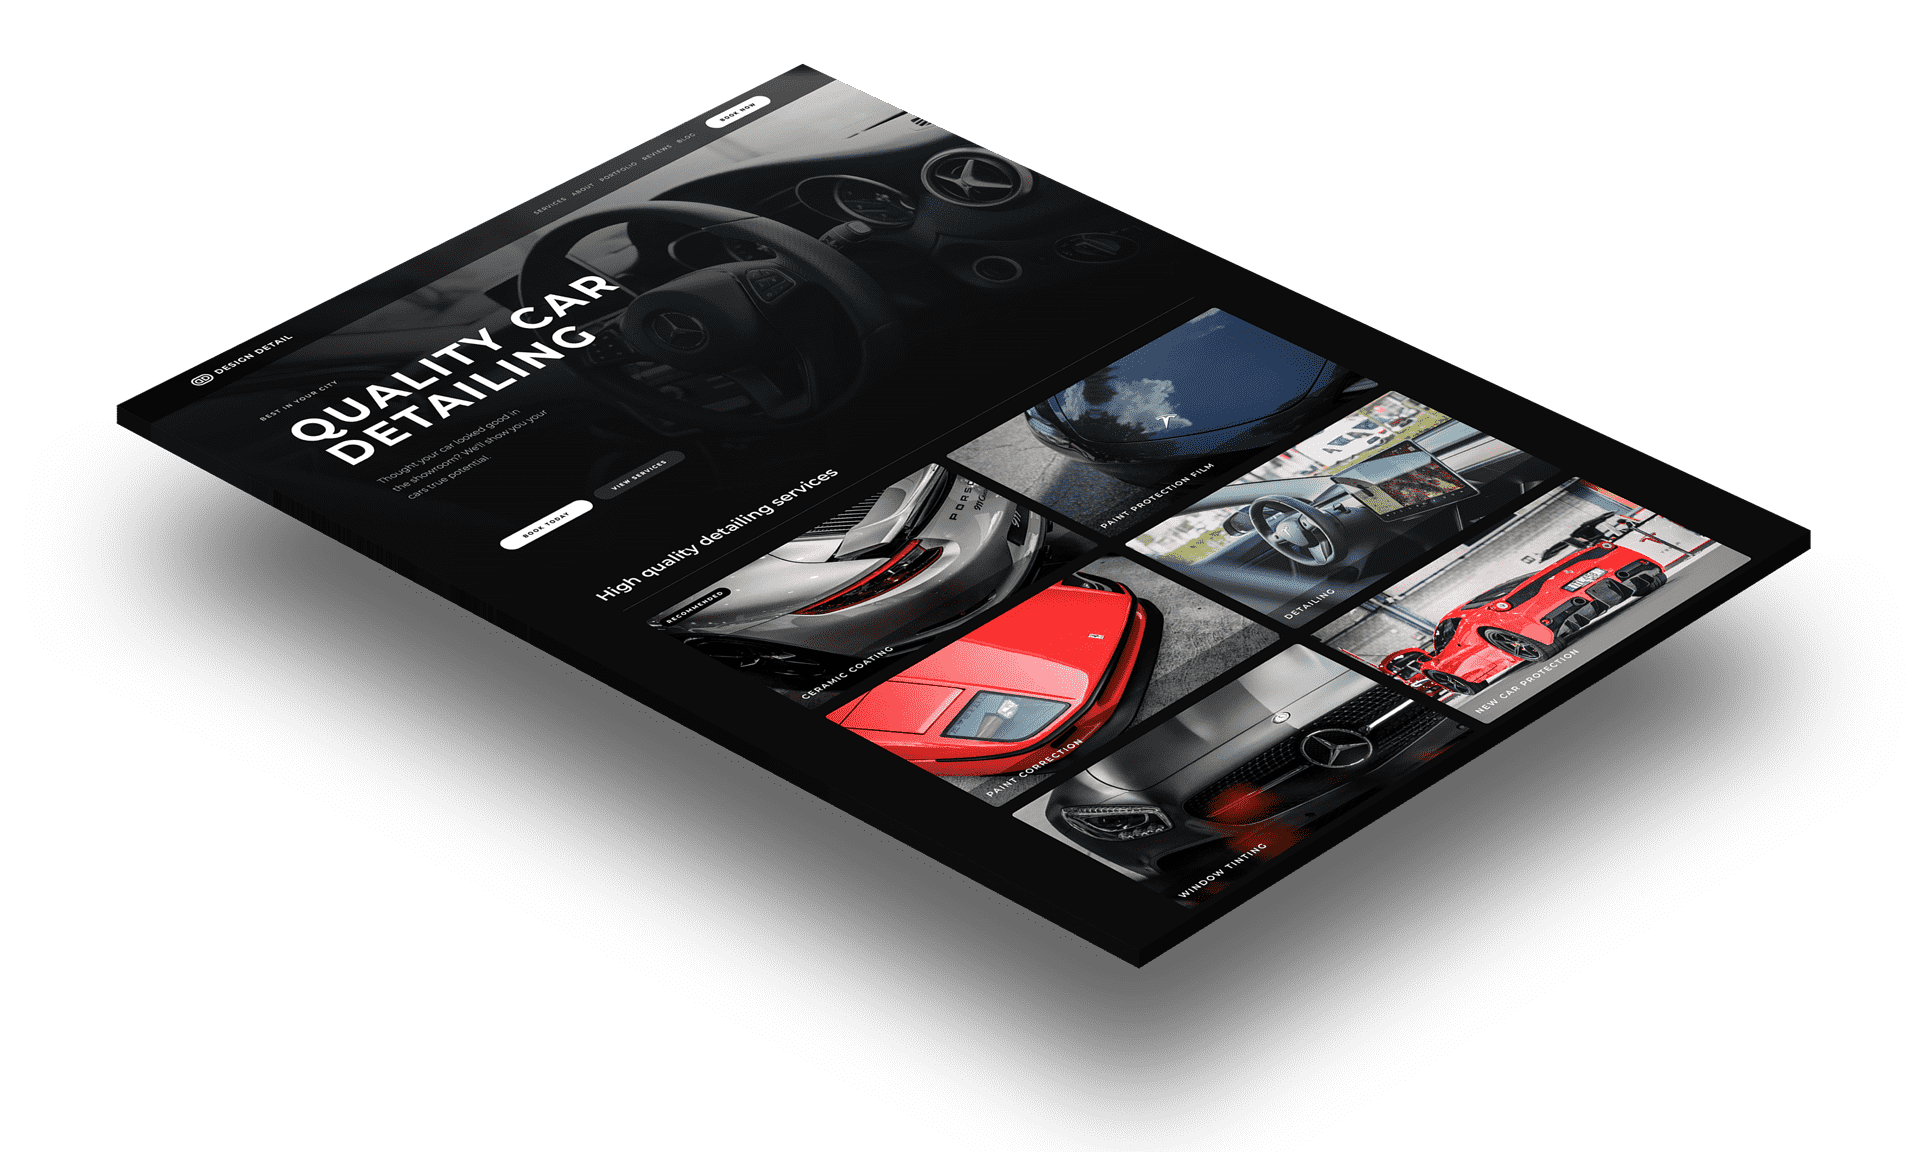 DESIGN DETAIL
SERVICES ABOUT PORTFOLIO REVIEWS BLOG
BOOK NOW
BEST IN YOUR CITY
QUALITY CAR
DETAILING
Thought your car looked good in
the showroom? We'll show you your
cars true potential.
BOOK TODAY
VIEW SERVICES
High quality detailing services
RECOMMENDED
CERAMIC COATING
PORSC
911
PAINT PROTECTION FILM
PAINT CORRECTION
DETAILING
WINDOW TINTING
NEW CAR PROTECTION